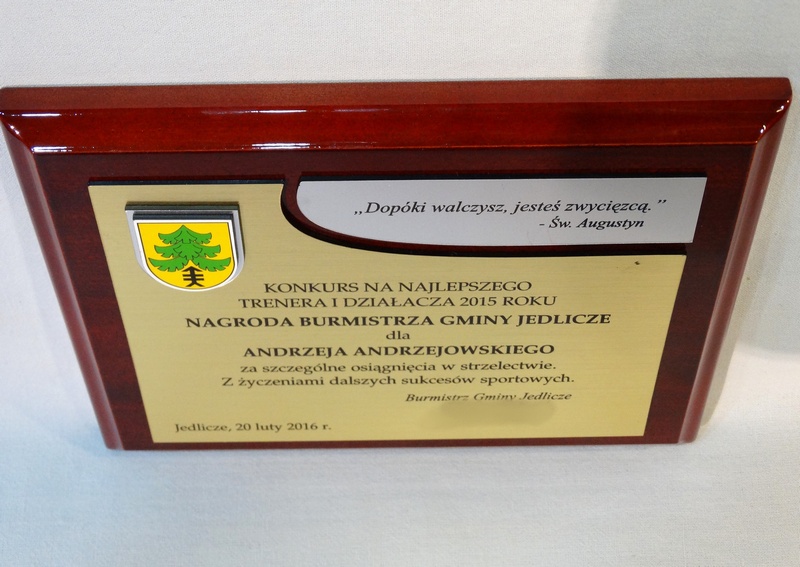 „Dopóki walczysz, jesteś zwycięzcą.”
- Św. Augustyn
KONKURS NA NAJLEPSZEGO
TRENERA I DZIAŁACZA 2015 ROKU
NAGRODA BURMISTRZA GMINY JEDLICZE
dla
ANDRZEJA ANDRZEJOWSKIEGO
za szczególne osiągnięcia w strzelectwie.
Z życzeniami dalszych sukcesów sportowych.
Burmistrz Gminy Jedlicze
Jedlicze, 20 luty 2016 r.